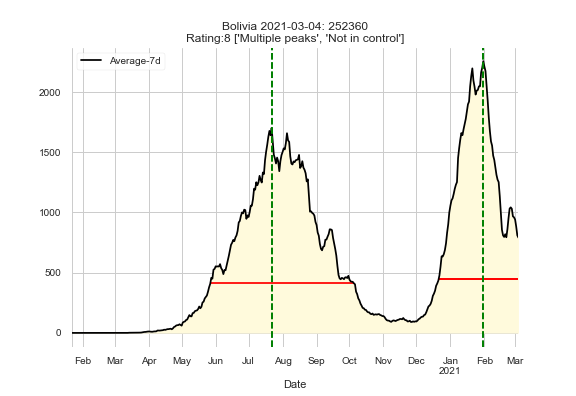 Bolivia 2021-03-04: 252360
Rating:8 ['Multiple peaks', 'Not in control']
Average-7d
2000
1500
1000
500
0
Feb Mar Apr May Jun Jul Aug Sep Oct Nov Dec Jan Feb Mar
2021
Date